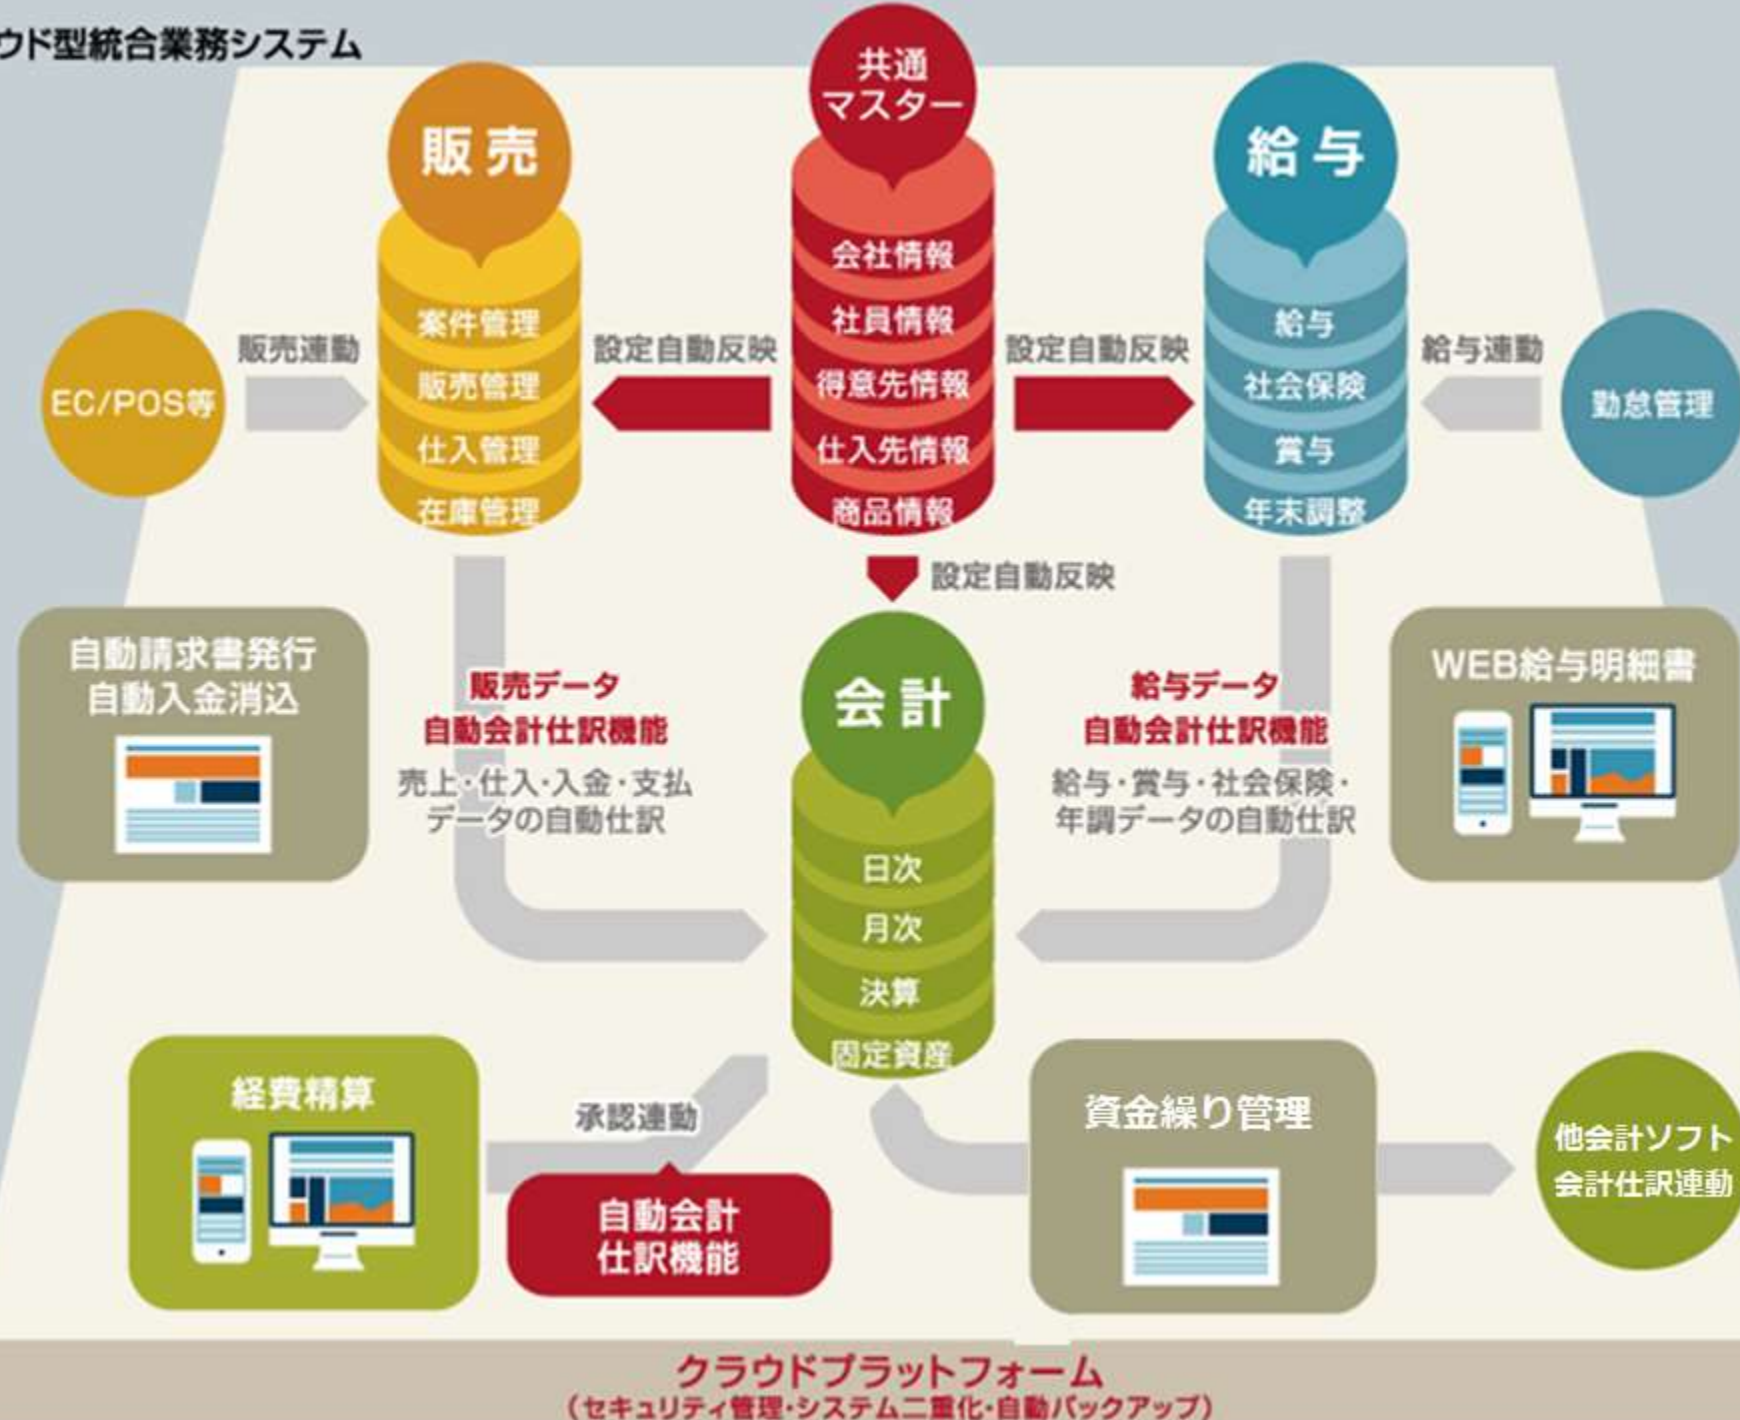 ウド型統合業務システム
共通
マスター
販売
給与
会社情報
社員情報
得意先情報
仕入先情報
商品情報
案件管理
販売管理
仕入管理
在庫管理
給与
社会保険
賞与
年末調整
EC/POS等
販売連動
設定自動反映
設定自動反映
給与連動
勤怠管理
設定自動反映
自動請求書発行
自動入金消込
販売データ
自動会計仕訳機能
売上・仕入・入金・支払
データの自動仕訳
会計
給与データ
自動会計仕訳機能
給与・賞与・社会保険・
年調データの自動仕訳
WEB給与明細書
日次
月次
決算
固定資産
経費精算
承認連動
自動会計
仕訳機能
資金繰り管理
他会計ソフト
会計仕訳連動
クラウドプラットフォーム
（セキュリティ管理・システム二重化・自動バックアップ）